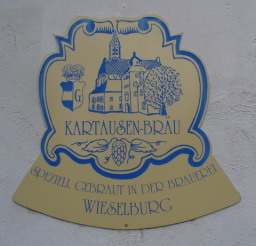 G
KARTAUSEN-BRÄU
SPEZIELL GEBRAUT IN DER BRAUEREI
WIESELBURG